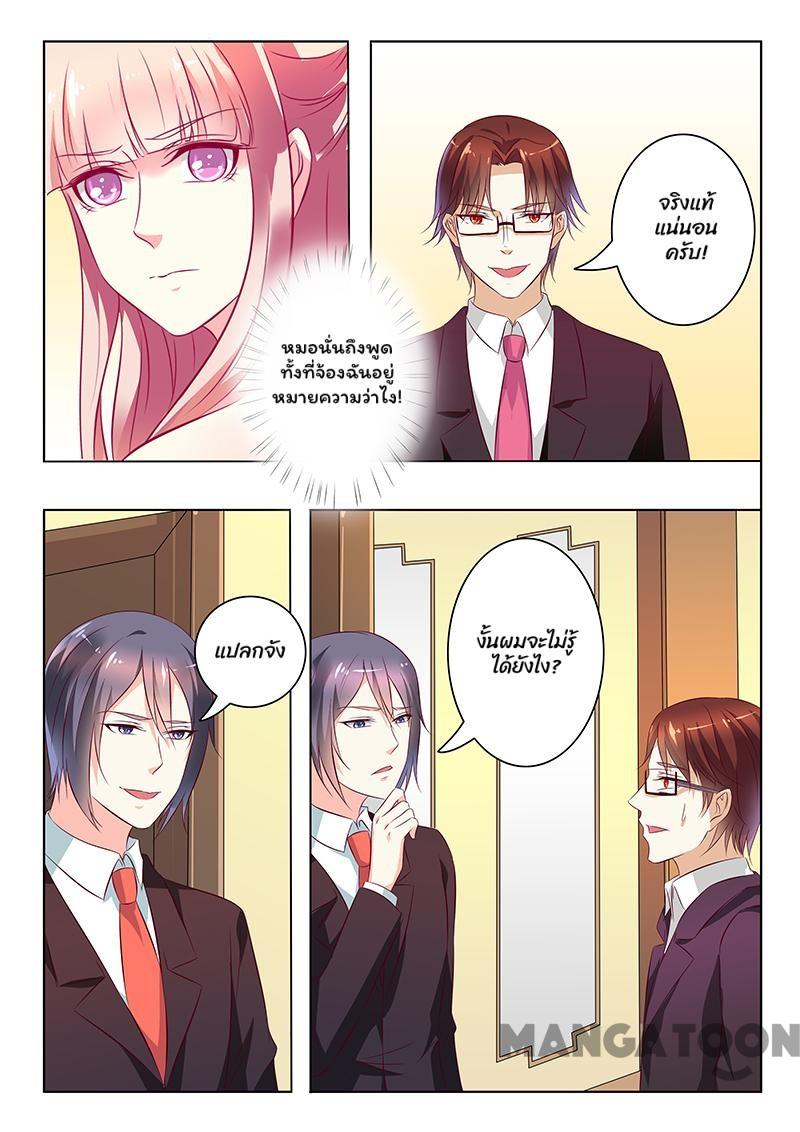 จริงแท้
แน่นอน
ครับ!
หมอนั่นถึงพูด
ทั้งที่จ้องฉันอยู่
หมายความว่าไง!
แปลกจัง
งั้นผมจะไม่รู้
ได้ยังไง?
MANGATOON